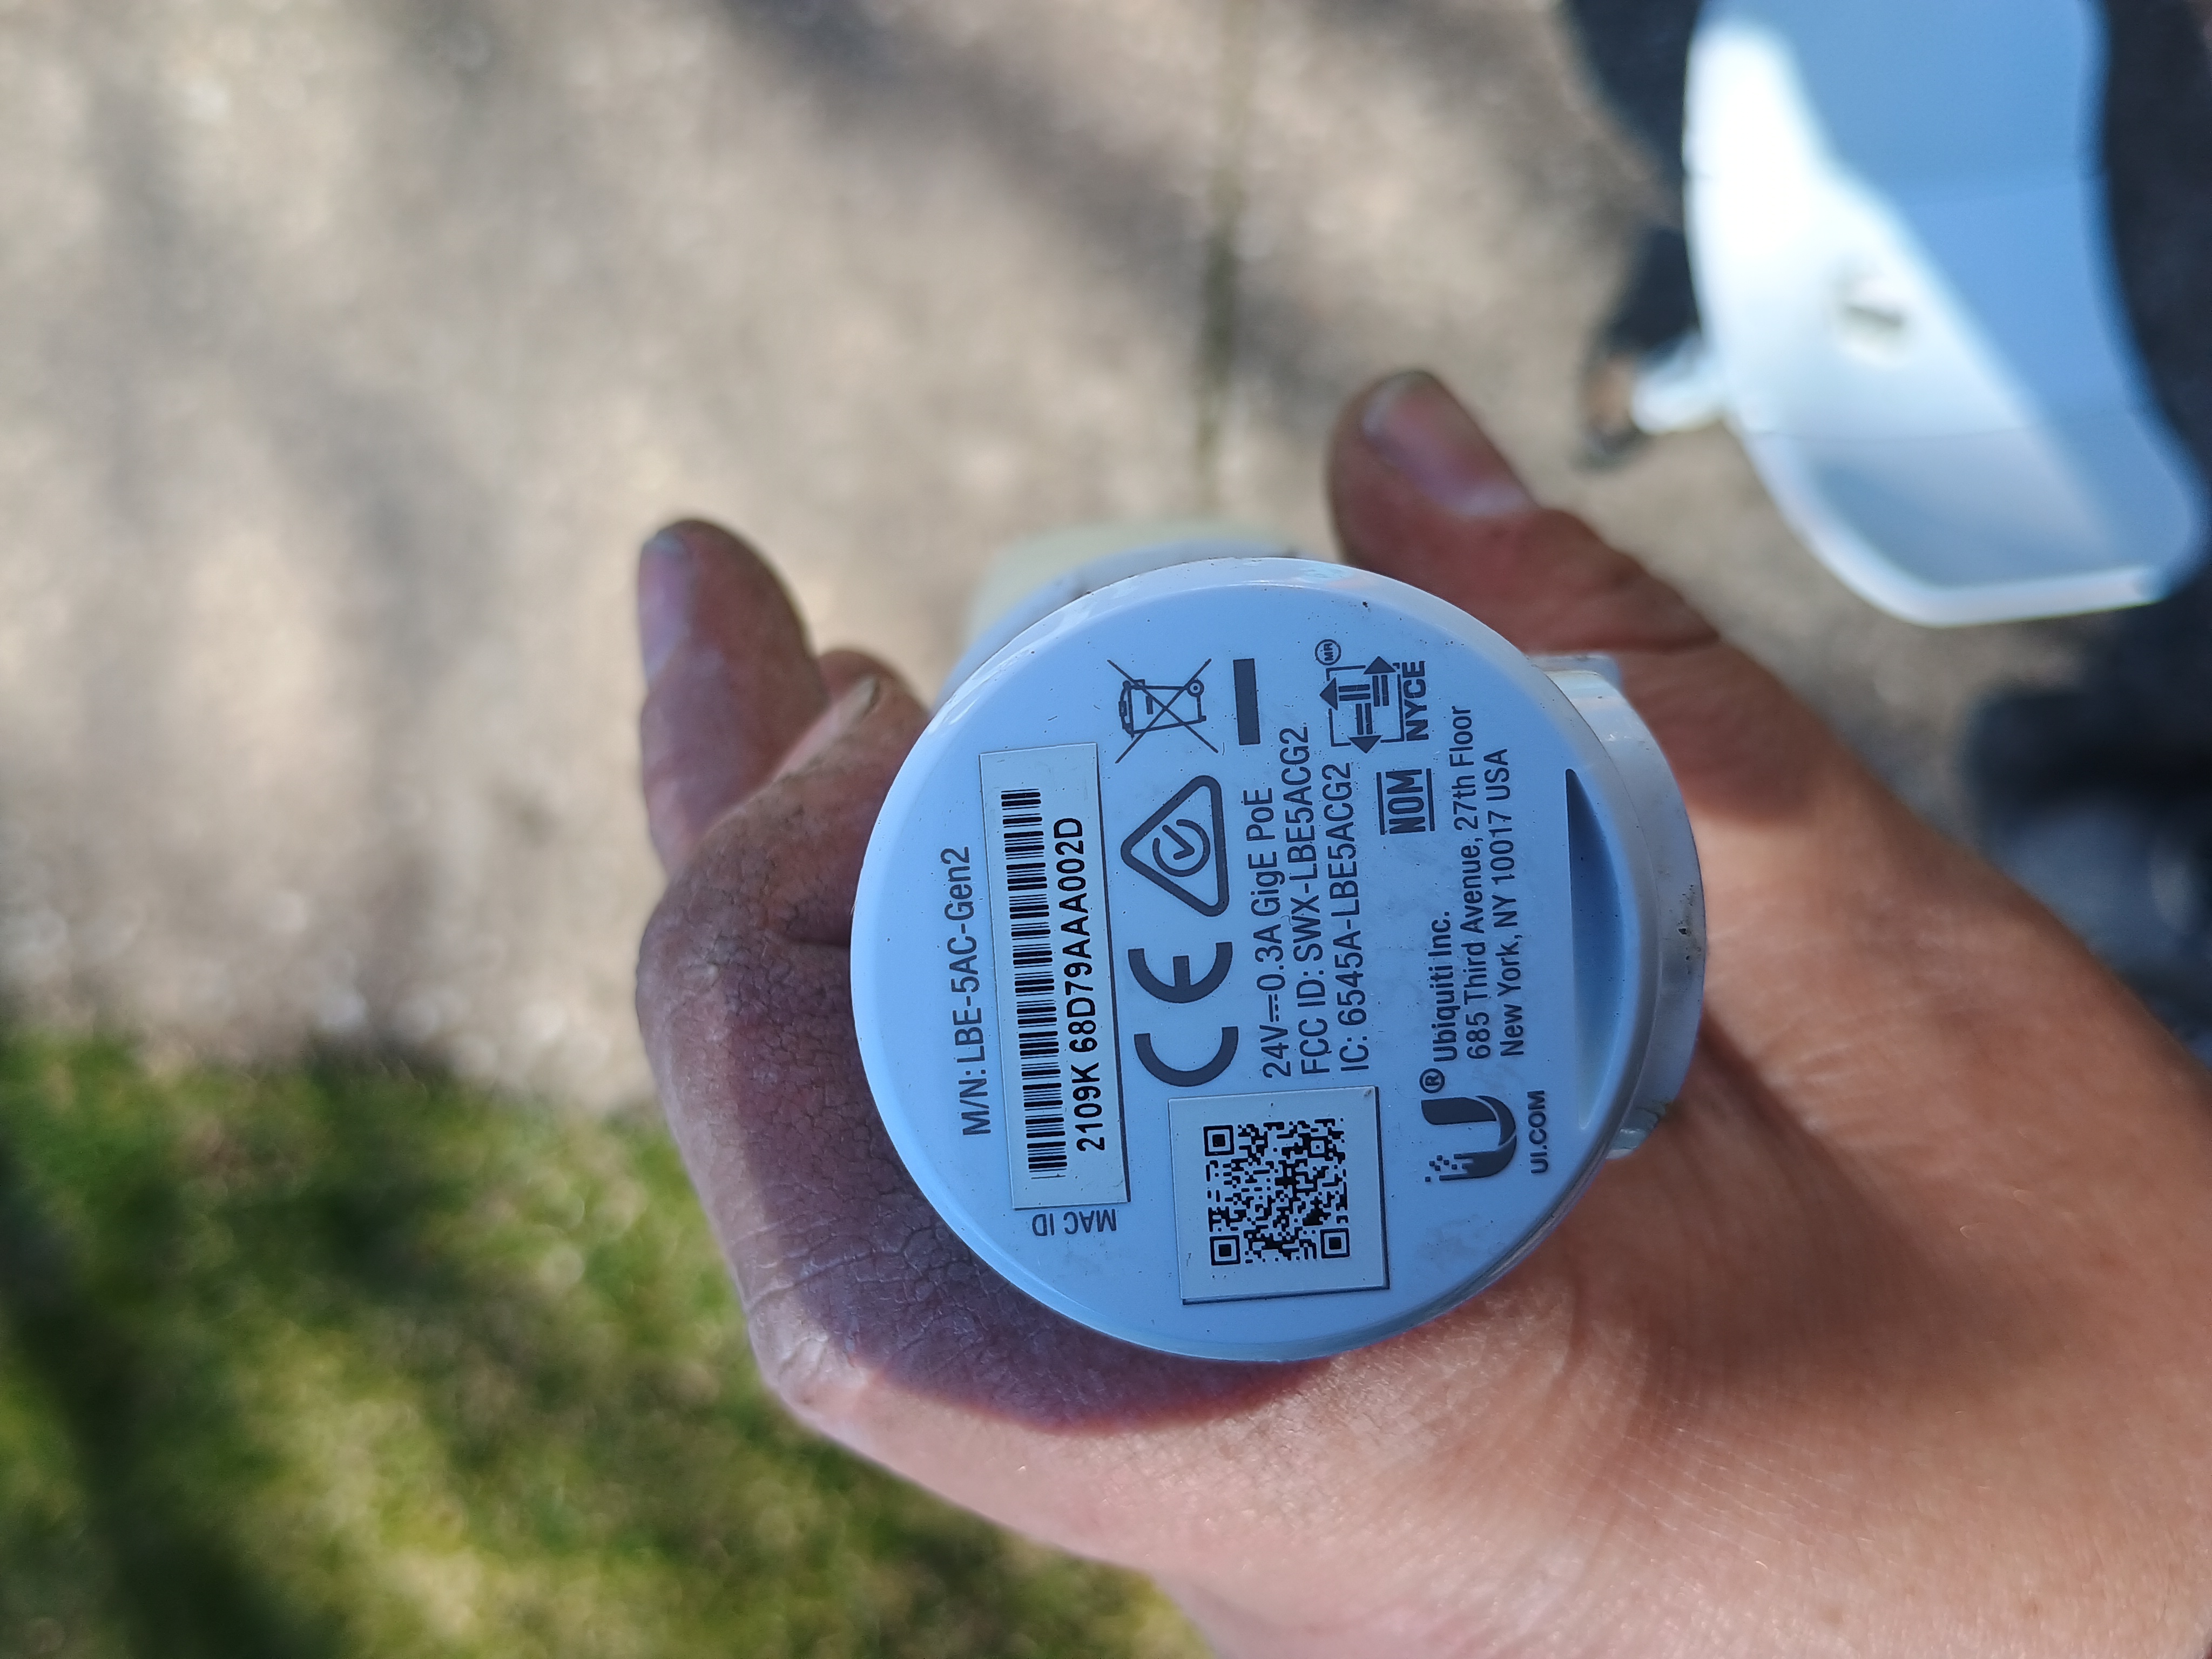 M/N: LBE-5AC-Gen2
MAC ID
2109K 68D79AAA002D
24V⎓0.3A GigE PoE
FCC ID: SWX-LBE5ACG2
IC: 6545A-LBE5ACG2
NOM
NYCE
MR
Ubiquiti Inc.
685 Third Avenue, 27th Floor
New York, NY 10017 USA
UI.COM